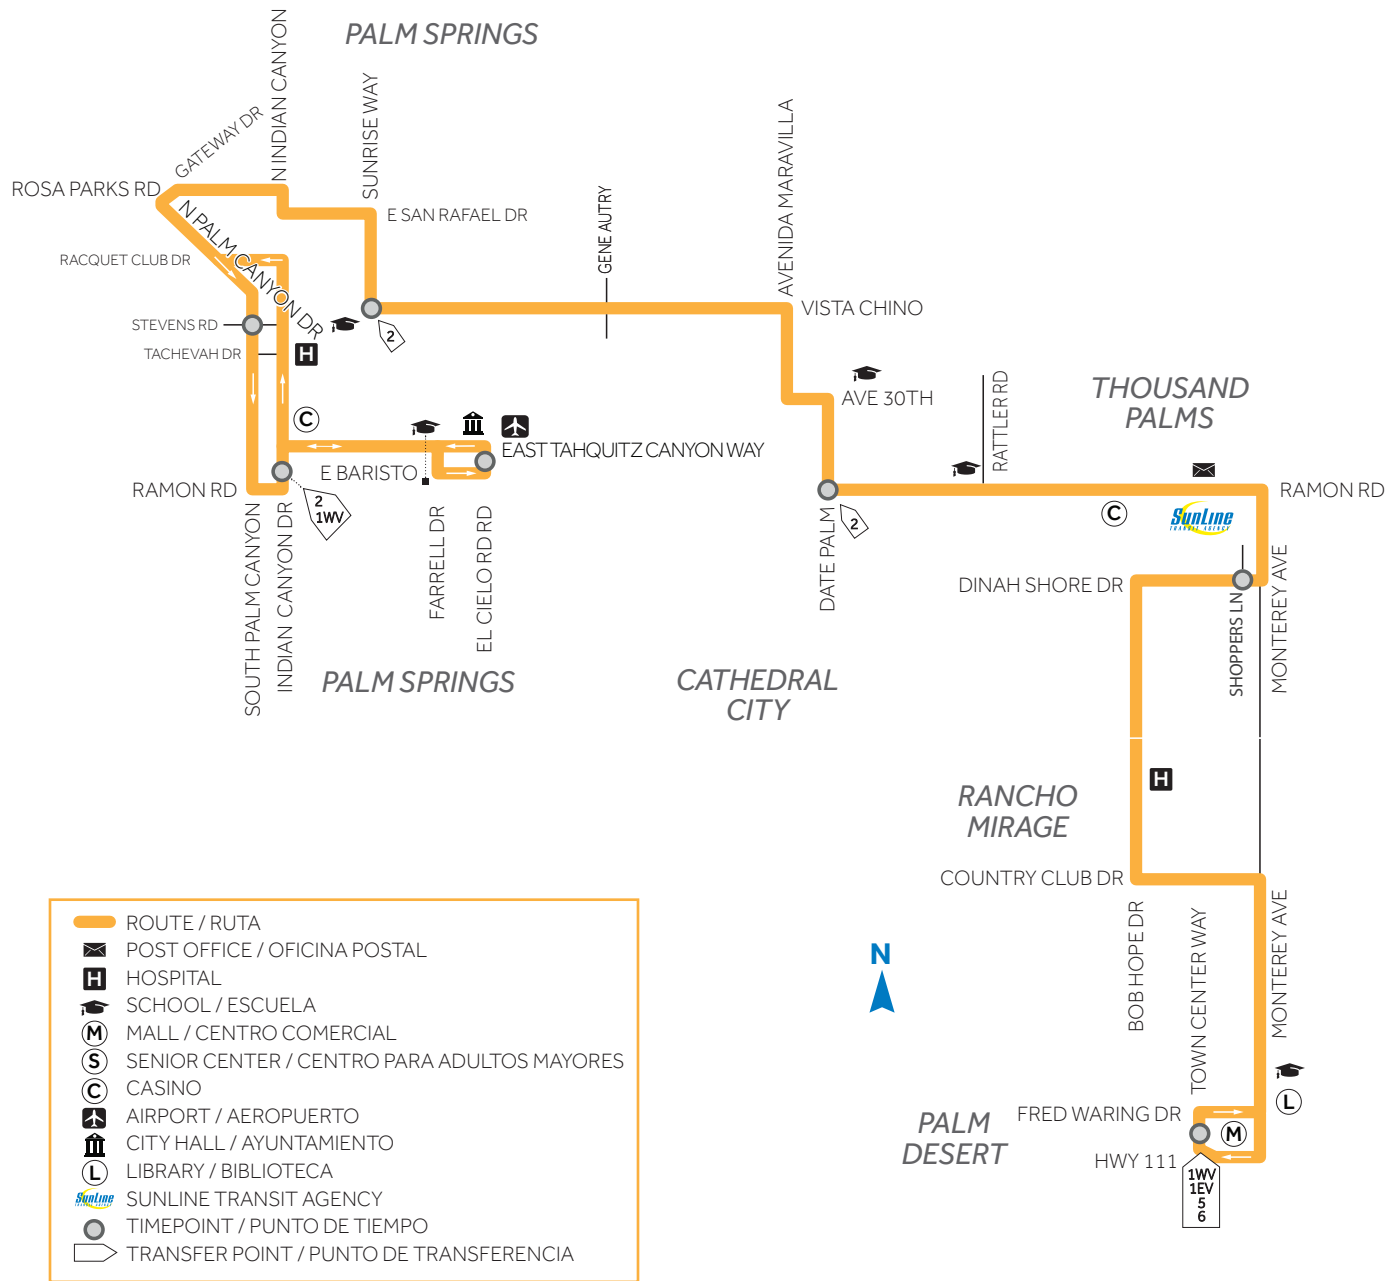 PALM SPRINGS
N INDIAN CANYON
GATEWAY DR
SUNRISE WAY
AVENIDA MARAVILLA
ROSA PARKS RD
E SAN RAFAEL DR
GENE AUTRY
N PALM CANYON DR
RACQUET CLUB DR
VISTA CHINO
STEVENS RD
2
TACHEVAH DR
H
AVE 30TH
RATTLER RD
THOUSAND
PALMS
C
EAST TAHQUITZ CANYON WAY
E BARISTO
RAMON RD
2
1WV
2
RAMON RD
C
SunLine
TRANSIT AGENCY
SOUTH PALM CANYON
INDIAN CANYON DR
FARRELL DR
EL CIELO RD RD
DATE PALM
DINAH SHORE DR
SHOPPERS LN
MONTEREY AVE
PALM SPRINGS
CATHEDRAL
CITY
H
RANCHO
MIRAGE
COUNTRY CLUB DR
BOB HOPE DR
TOWN CENTER WAY
MONTEREY AVE
N
L
FRED WARING DR
M
PALM
DESERT
HWY 111
1WV
1EV
5
6
ROUTE / RUTA
POST OFFICE / OFICINA POSTAL
H HOSPITAL
SCHOOL / ESCUELA
M MALL / CENTRO COMERCIAL
S SENIOR CENTER / CENTRO PARA ADULTOS MAYORES
C CASINO
AIRPORT / AEROPUERTO
CITY HALL / AYUNTAMIENTO
L LIBRARY / BIBLIOTECA
SunLine SUNLINE TRANSIT AGENCY
TIMEPOINT / PUNTO DE TIEMPO
TRANSFER POINT / PUNTO DE TRANSFERENCIA